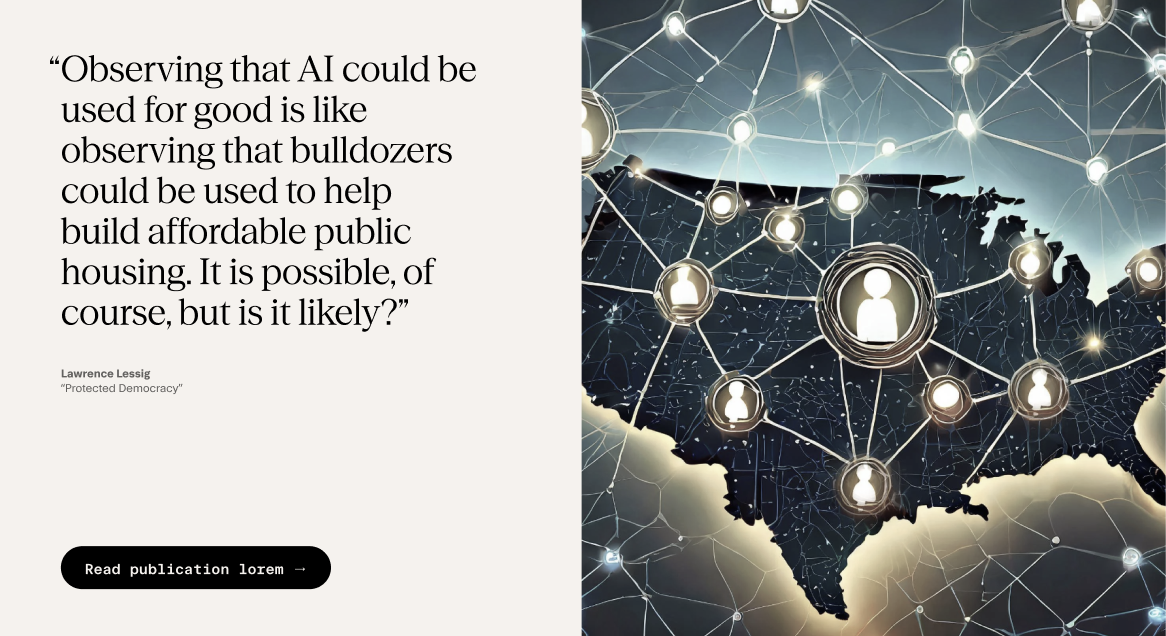 “Observing that AI could be
used for good is like
observing that bulldozers
could be used to help
build affordable public
housing. It is possible, of
course, but is it likely?”
Lawrence Lessig
“Protected Democracy”
Read publication lorem →